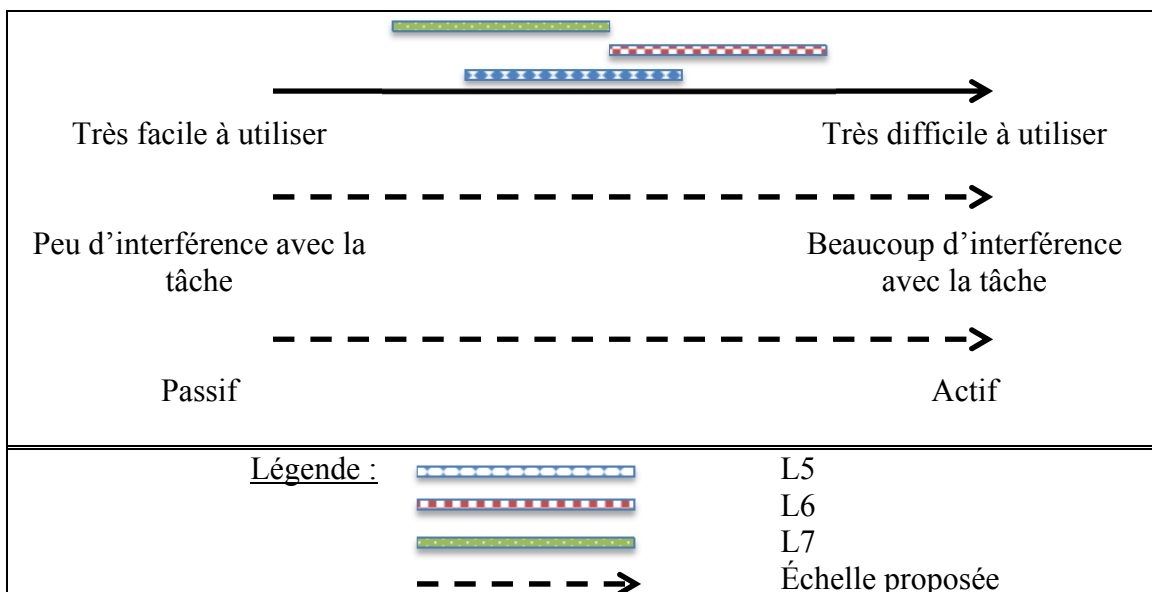 Très facile à utiliser
Très difficile à utiliser
Peu d’interférence avec la
tâche
Beaucoup d’interférence
avec la tâche
Passif
Actif
Légende :
L5
L6
L7
Échelle proposée